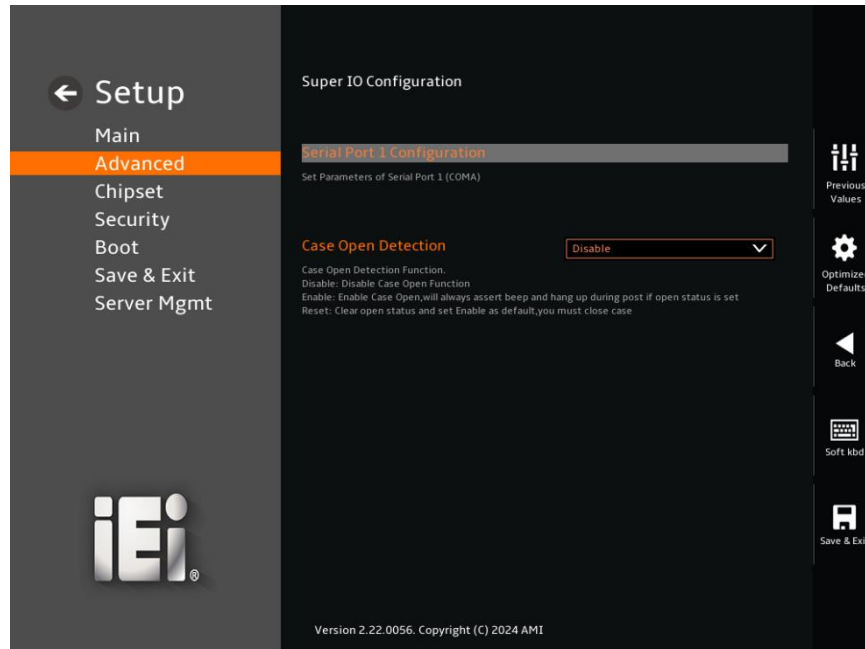 Setup
Main
Advanced
Chipset
Security
Boot
Save & Exit
Server Mgmt
iEi®
Super IO Configuration
Serial Port 1 Configuration
Set Parameters of Serial Port 1 (COMA)
Case Open Detection
Disable
Case Open Detection Function.
Disable: Disable Case Open Function
Enable: Enable Case Open,will always assert beep and hang up during post if open status is set
Reset: Clear open status and set Enable as default,you must close case
Version 2.22.0056. Copyright (C) 2024 AMI
Previous
Values
Optimize
Defaults
Back
Soft kbd
Save & Exi